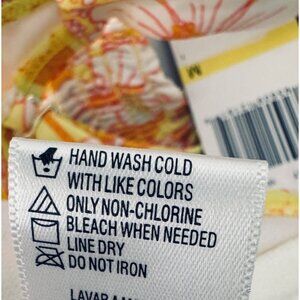 M
HAND WASH COLD
WITH LIKE COLORS
ONLY NON-CHLORINE
BLEACH WHEN NEEDED
LINE DRY
DO NOT IRON